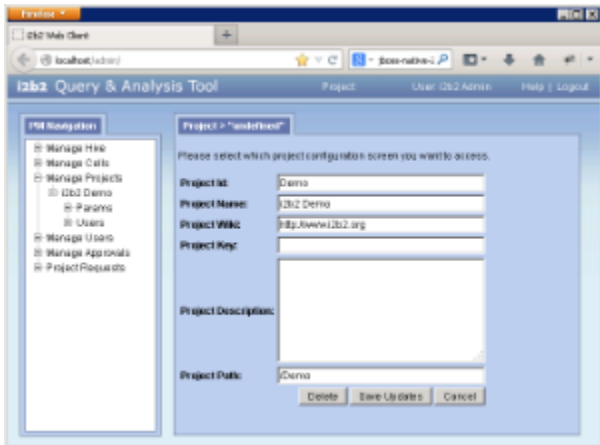 Firefox
i2b2 Web Client
localhost/admin/
jboss-native-
i2b2 Query & Analysis Tool
Project:
User: i2b2 Admin
Help | Logout
PM Navigation
Manage Hive
Manage Cells
Manage Projects
i2b2 Demo
Params
Users
Manage Users
Manage Approvals
Project Requests
Project > "undefined"
Please select which project configuration screen you want to access.
Project Id: Demo
Project Name: i2b2 Demo
Project Wiki: http://www.i2b2.org
Project Key:
Project Description:
Project Path: /Demo
Delete Save Updates Cancel